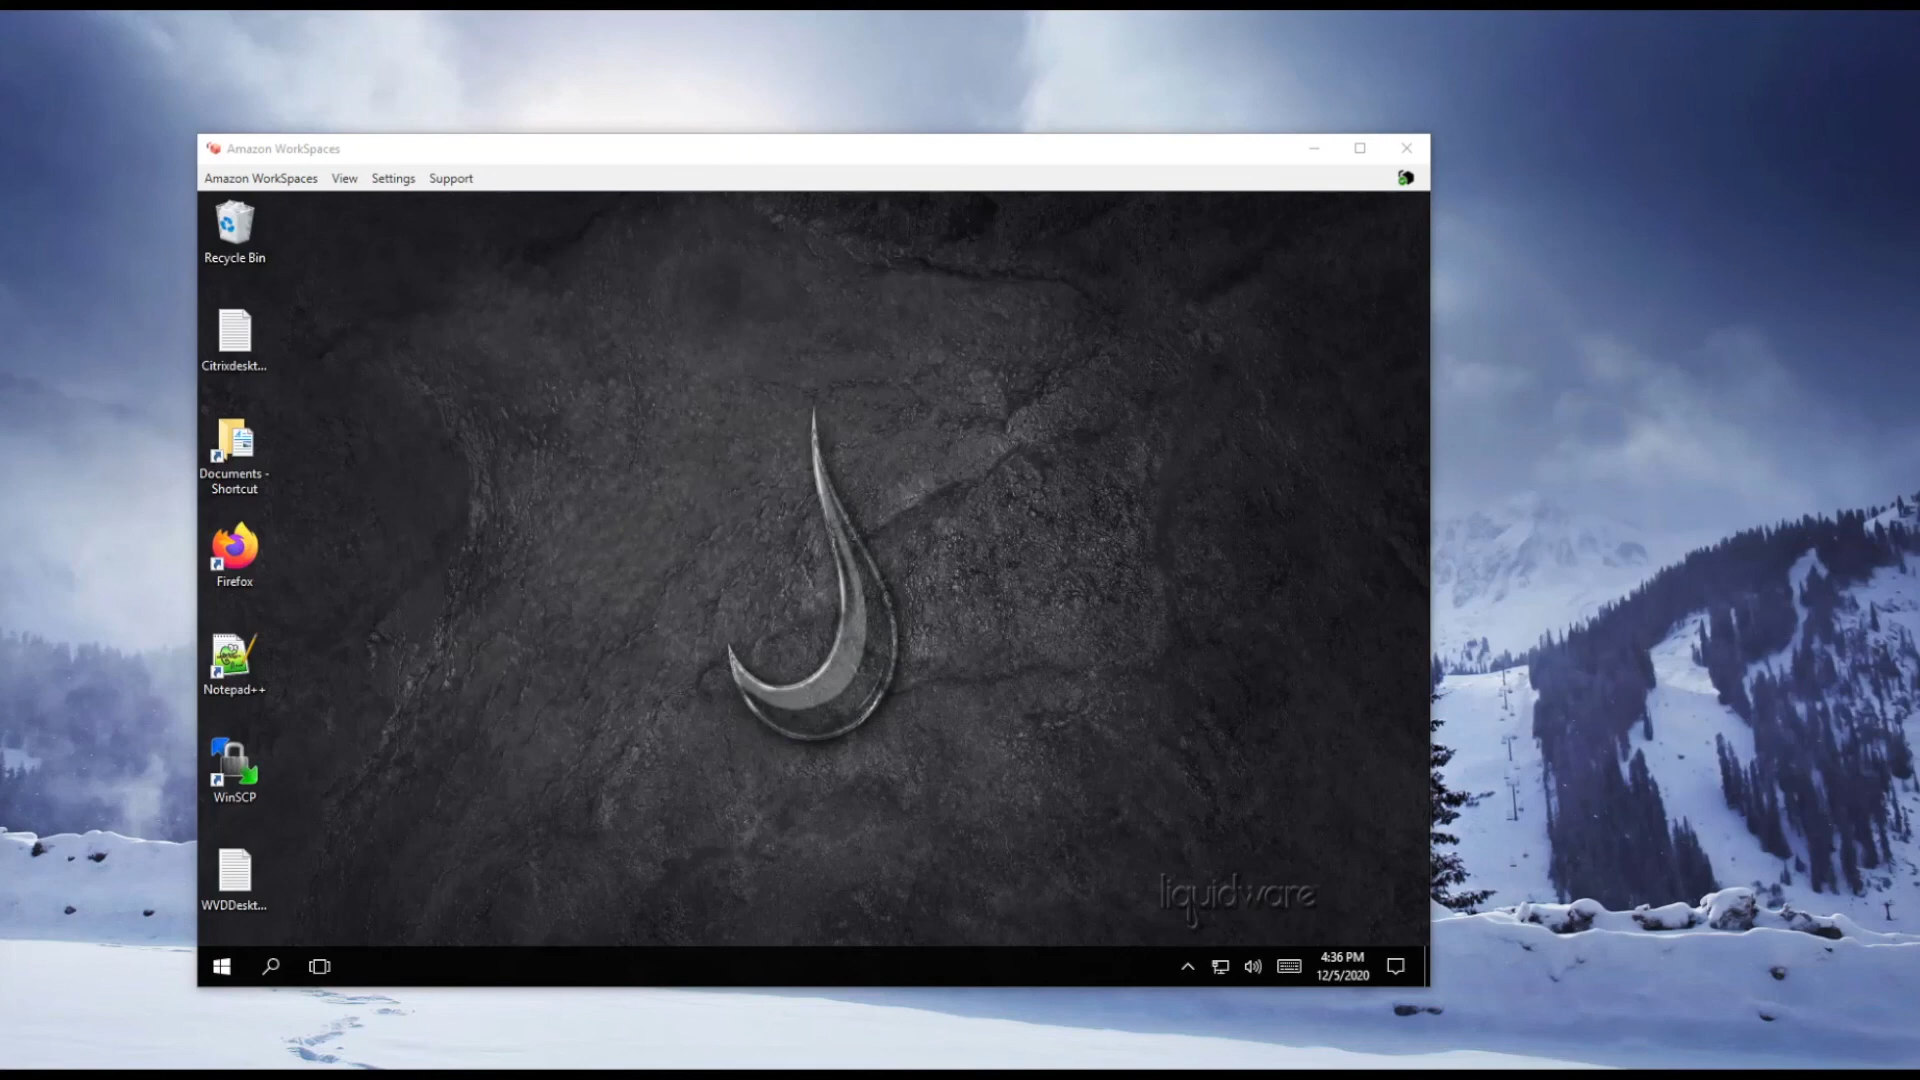 Amazon WorkSpaces
Amazon WorkSpaces View Settings Support
Recycle Bin
Citrixdeskt...
Documents -
Shortcut
Firefox
Notepad++
WinSCP
WVDDeskt...
liquidware
4:36 PM
12/5/2020